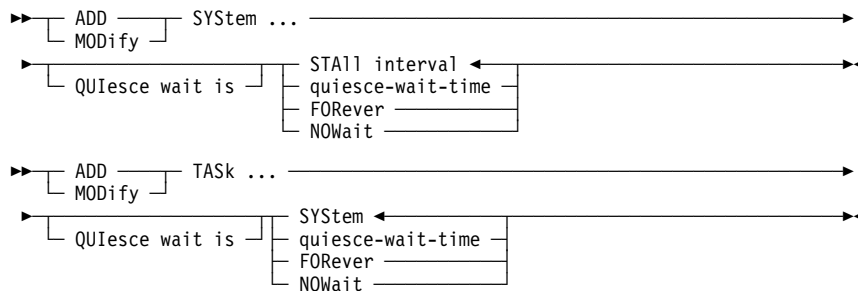 ADD SYStem ...
MODify
STAll interval
QUIesce wait is quiesce-wait-time
FORever
NOWait
ADD TASk ...
MODify
SYStem
QUIesce wait is quiesce-wait-time
FORever
NOWait